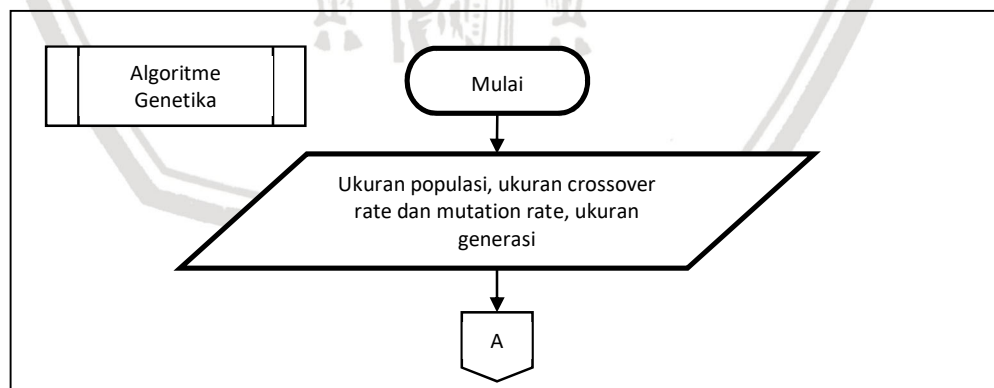 Algoritme
Genetika
Mulai
Ukuran populasi, ukuran crossover
rate dan mutation rate, ukuran
generasi
A